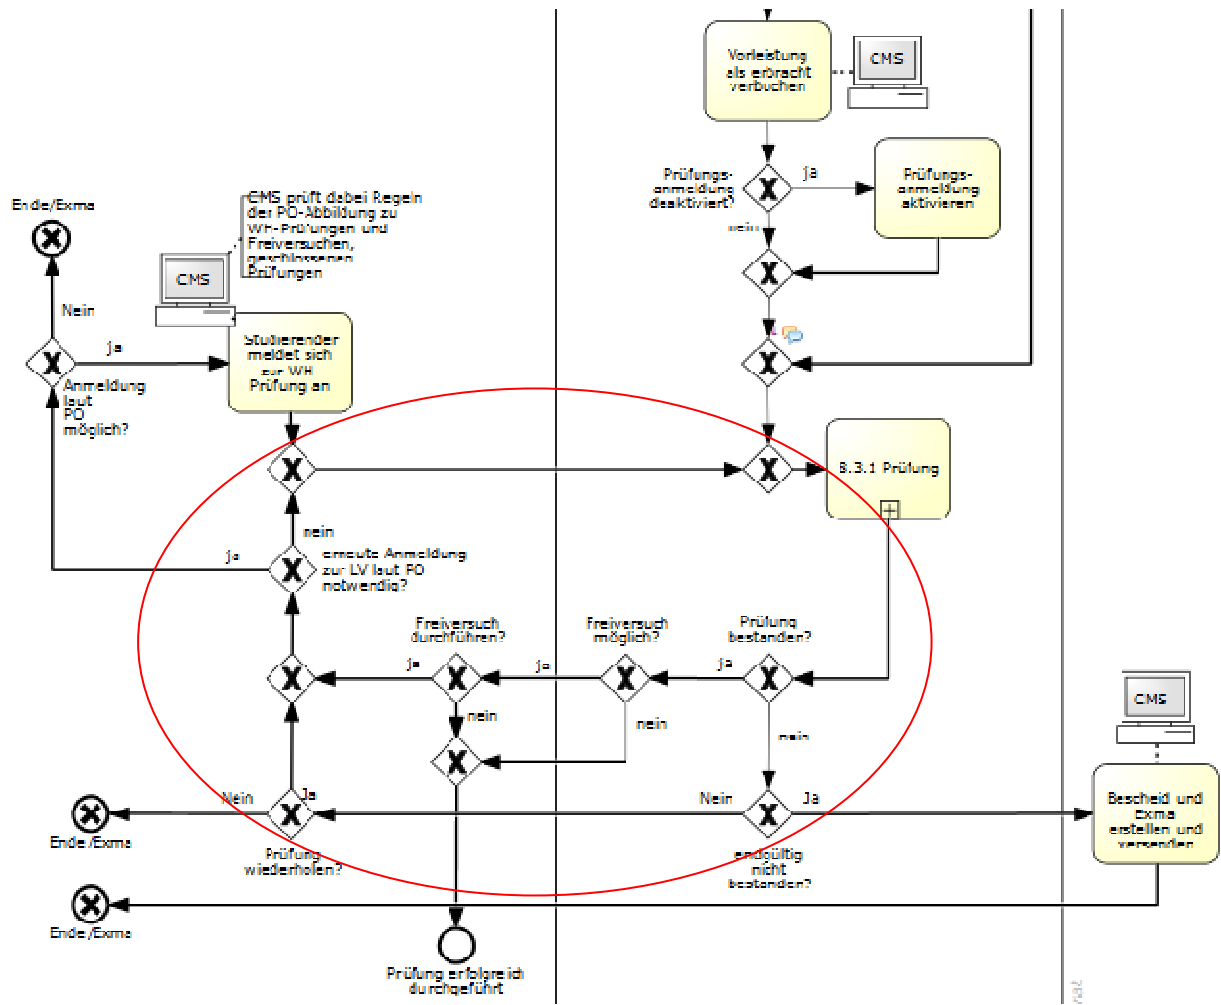 Vorleistung
als erbracht
verbuchen
CMS
Prüfungs-
anmeldung
deaktiviert?
ja
Prüfungs-
anmeldung
aktivieren
nein
CMS prüft dabei Regeln
der PO-Abbildung zu
WH-Prüfungen und
Freiversuchen,
geschlossenen
Prüfungen
Ende/Exma
CMS
Nein
ja
Studierender
meldet sich
zur WH
Prüfung an
Anmeldung
laut
PO
möglich?
8.3.1 Prüfung
nein
ja
erneute Anmeldung
zur LV laut PO
notwendig?
Freiversuch
durchführen?
Freiversuch
möglich?
Prüfung
bestanden?
ja
ja
ja
nein
nein
nein
CMS
Nein
Ja
Nein
Ja
Bescheid und
Exma
erstellen und
versenden
Ende/Exma
Prüfung
wiederholen?
endgültig
nicht
bestanden?
Ende/Exma
Prüfung erfolgreich
durchgeführt